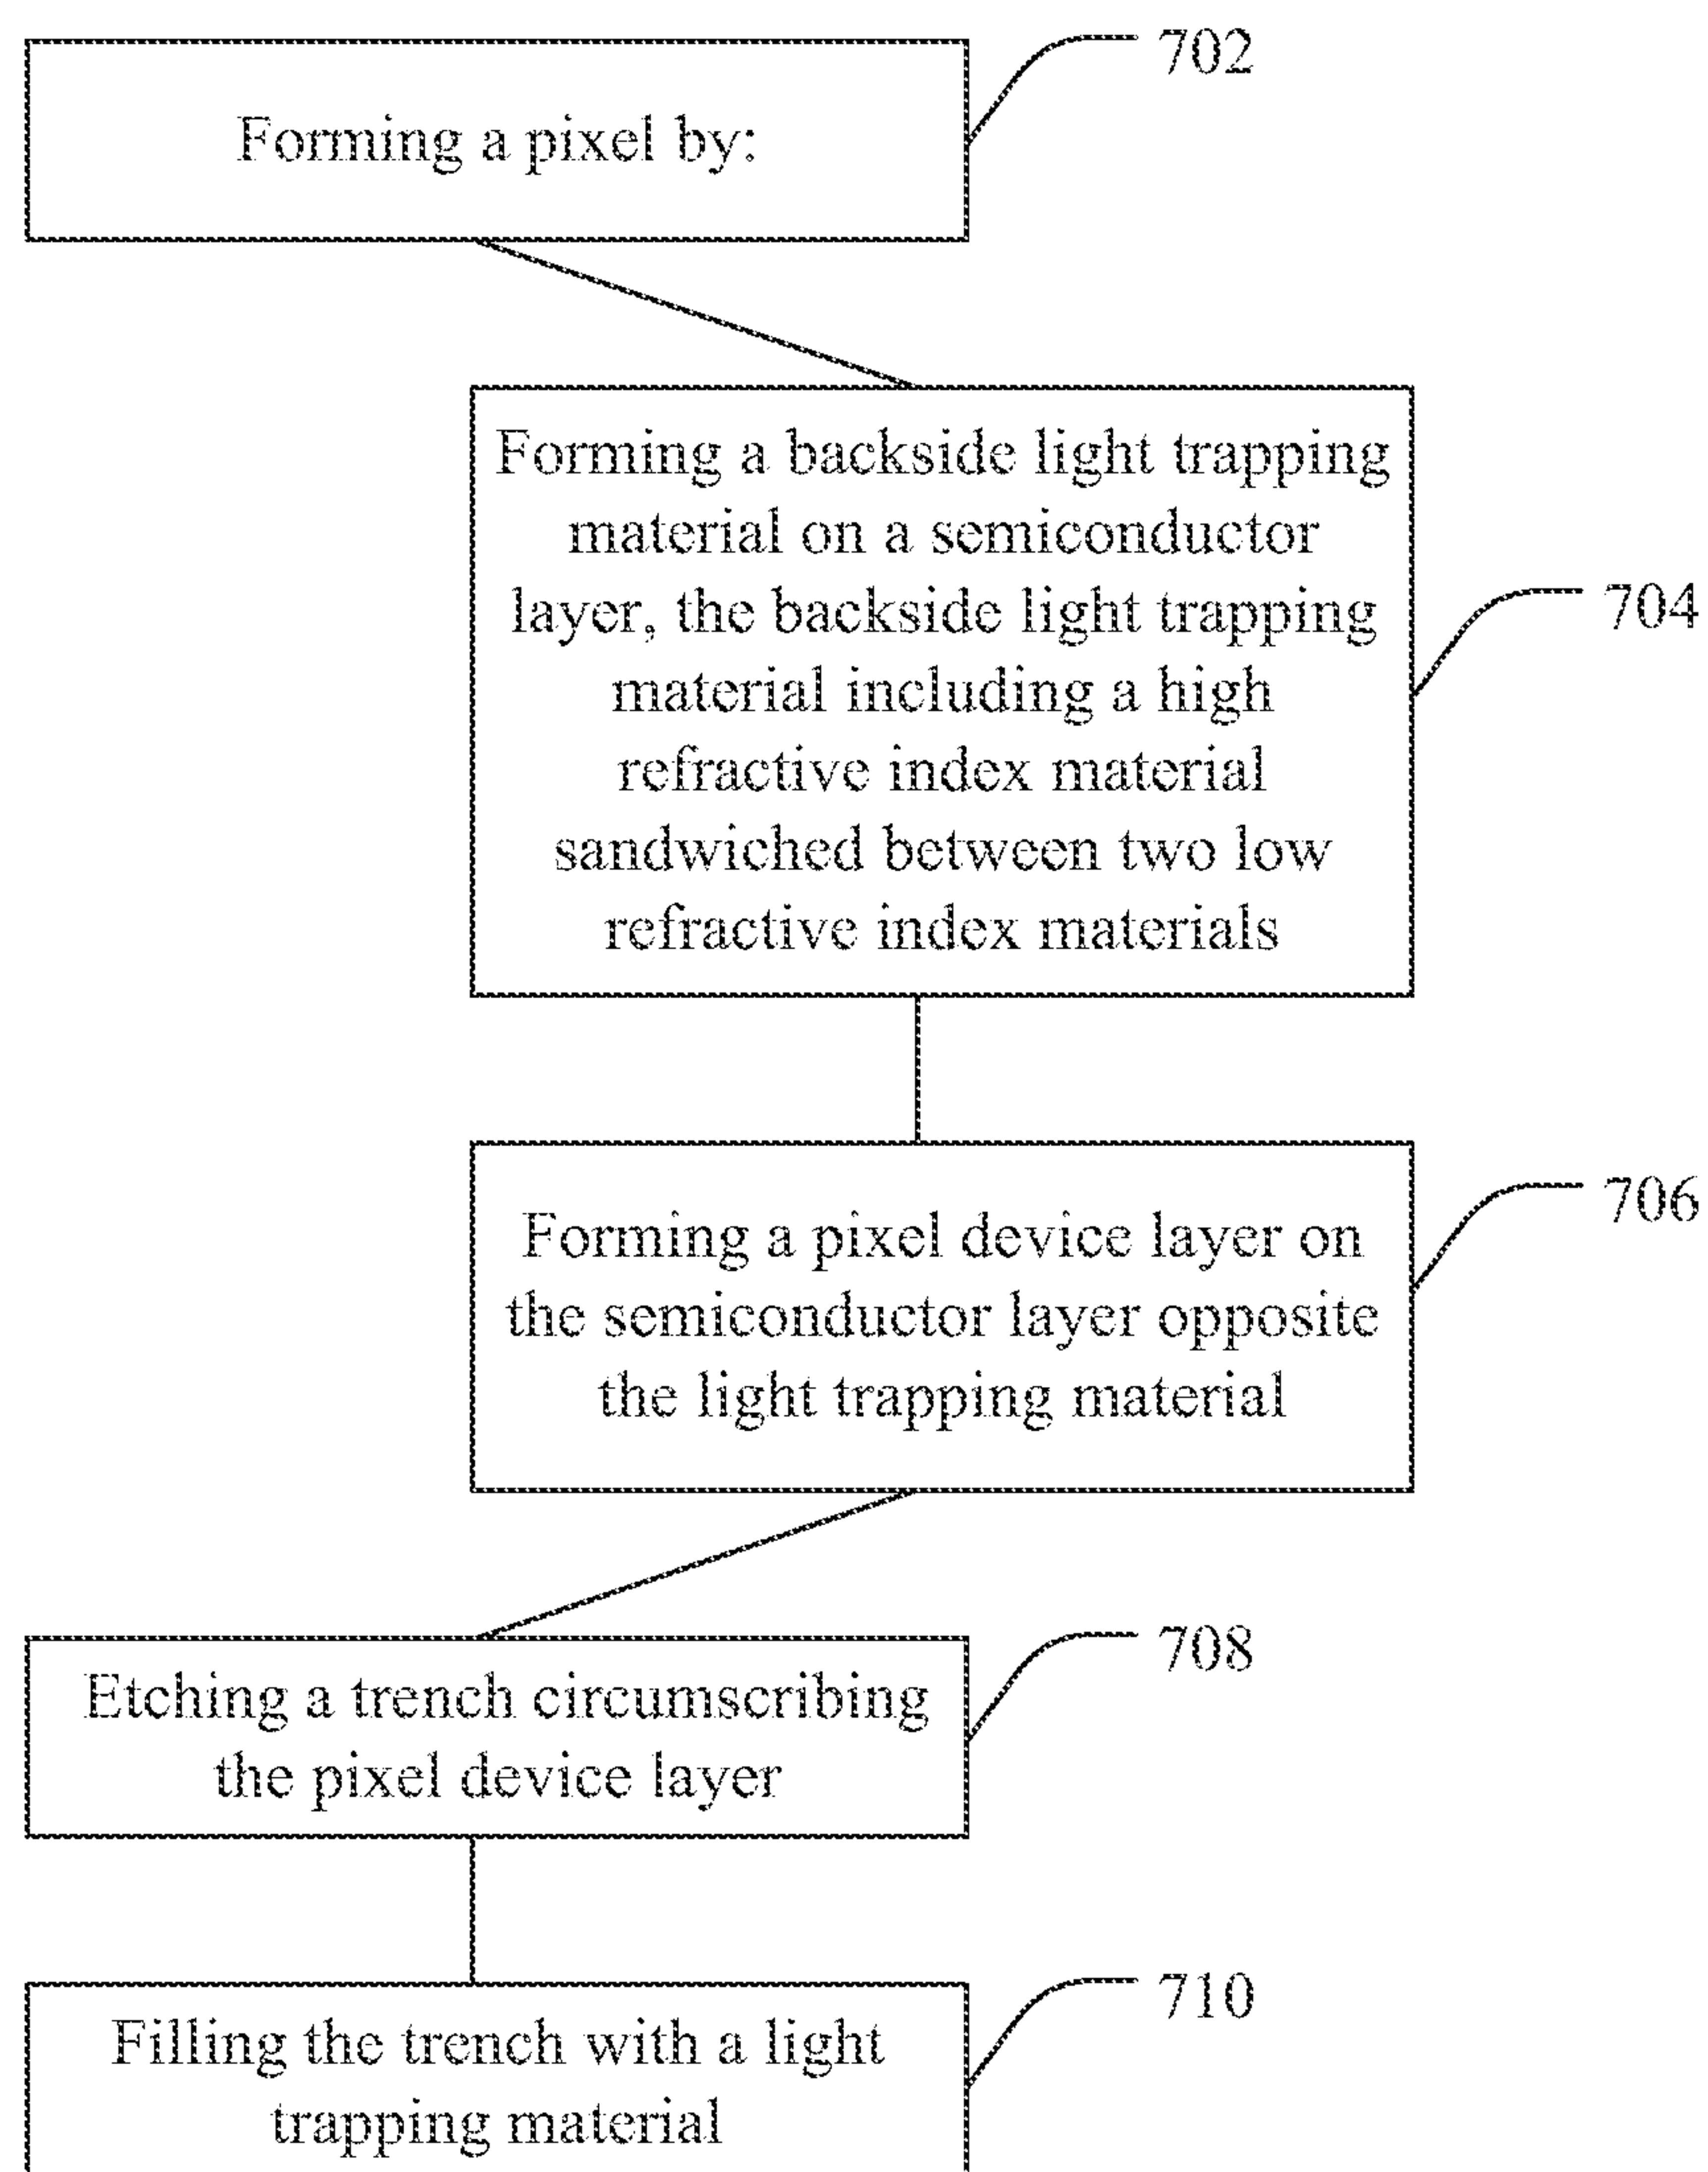 702
Forming a pixel by:
Forming a backside light trapping
material on a semiconductor
layer, the backside light trapping
material including a high
refractive index material
sandwiched between two low
refractive index materials
704
Forming a pixel device layer on
the semiconductor layer opposite
the light trapping material
706
Etching a trench circumscribing
the pixel device layer
708
Filling the trench with a light
trapping material
710